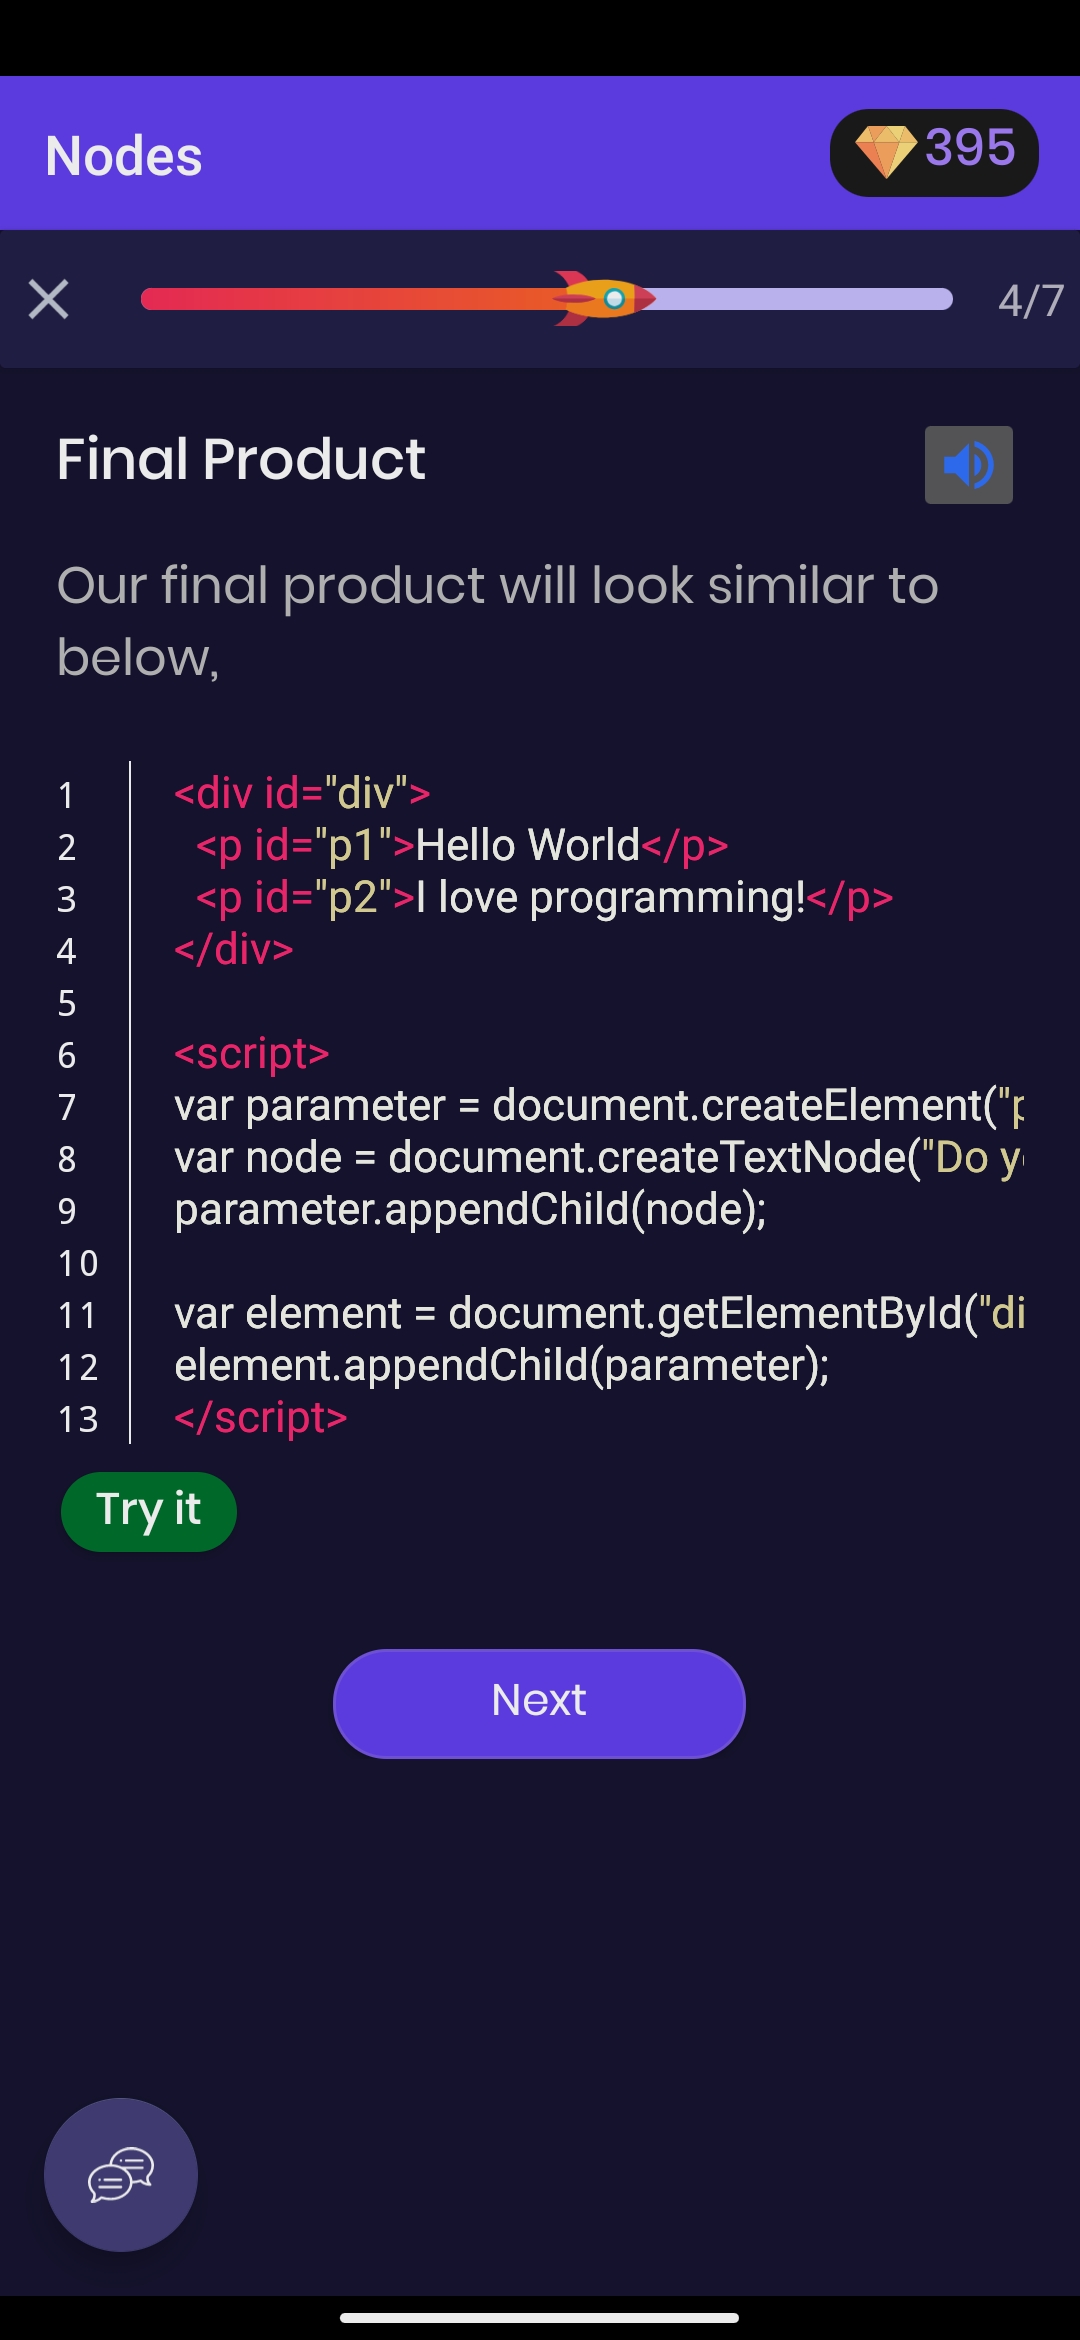 Nodes
395
4/7
Final Product
Our final product will look similar to
below,
1 <div id="div">
2 <p id="p1">Hello World</p>
3 <p id="p2">I love programming!</p>
4 </div>
5
6 <script>
7 var parameter = document.createElement("p
8 var node = document.createTextNode("Do y
9 parameter.appendChild(node);
10
11 var element = document.getElementById("di
12 element.appendChild(parameter);
13 </script>
Try it
Next